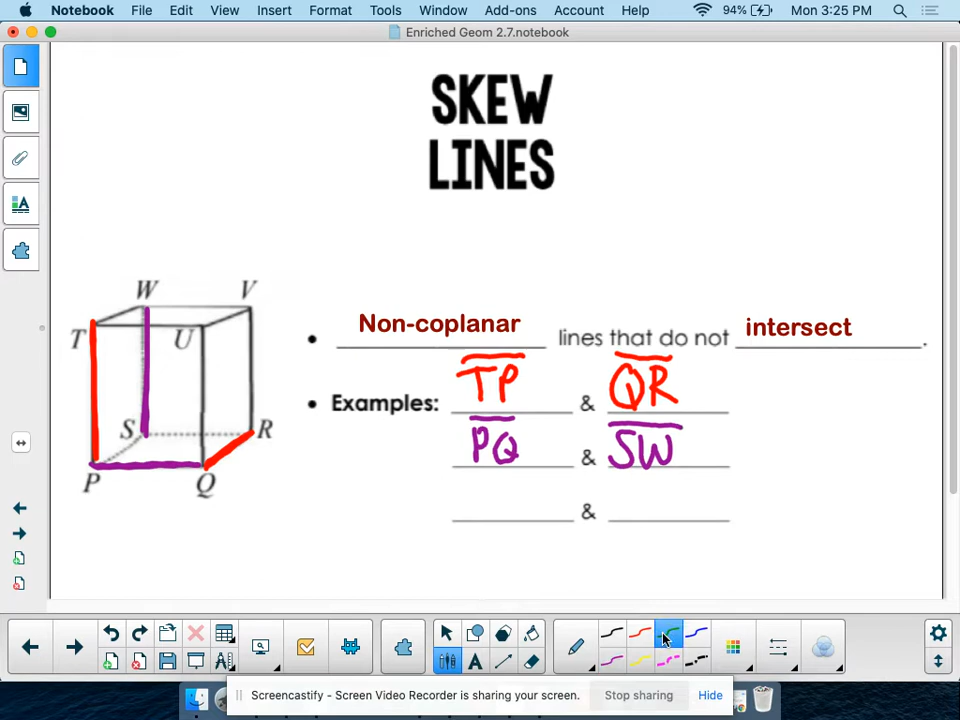 Notebook File Edit View Insert Format Tools Window Add-ons Account Help 94% Mon 3:25 PM
Enriched Geom 2.7.notebook
SKEW
LINES
W V
T U
S R
P Q
• Non-coplanar lines that do not intersect.
• Examples: TP & QR
PQ & SW
&
A
Screencastify - Screen Video Recorder is sharing your screen. Stop sharing Hide